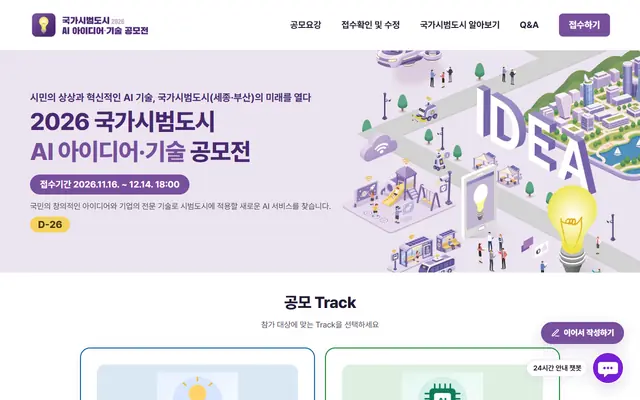 국가시범도시 2026
AI 아이디어·기술 공모전
공모요강
접수확인 및 수정
국가시범도시 알아보기
Q&A
접수하기
시민의 상상과 혁신적인 AI 기술, 국가시범도시(세종·부산)의 미래를 열다
2026 국가시범도시
AI 아이디어·기술 공모전
접수기간 2026.11.16. ~ 12.14. 18:00
국민의 창의적인 아이디어와 기업의 전문 기술로 시범도시에 적용할 새로운 AI 서비스를 찾습니다.
D-26
IDEA
공모 Track
참가 대상에 맞는 Track을 선택하세요
이어서 작성하기
24시간 안내 챗봇
AI